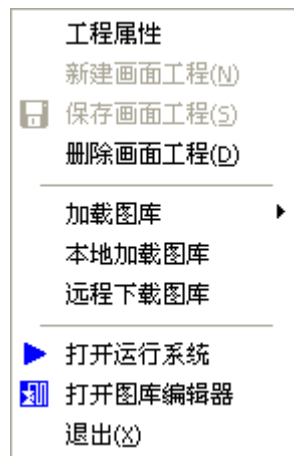 工程属性
新建画面工程(N)
保存画面工程(S)
删除画面工程(D)
加载图库
本地加载图库
远程下载图库
打开运行系统
打开图库编辑器
退出(X)